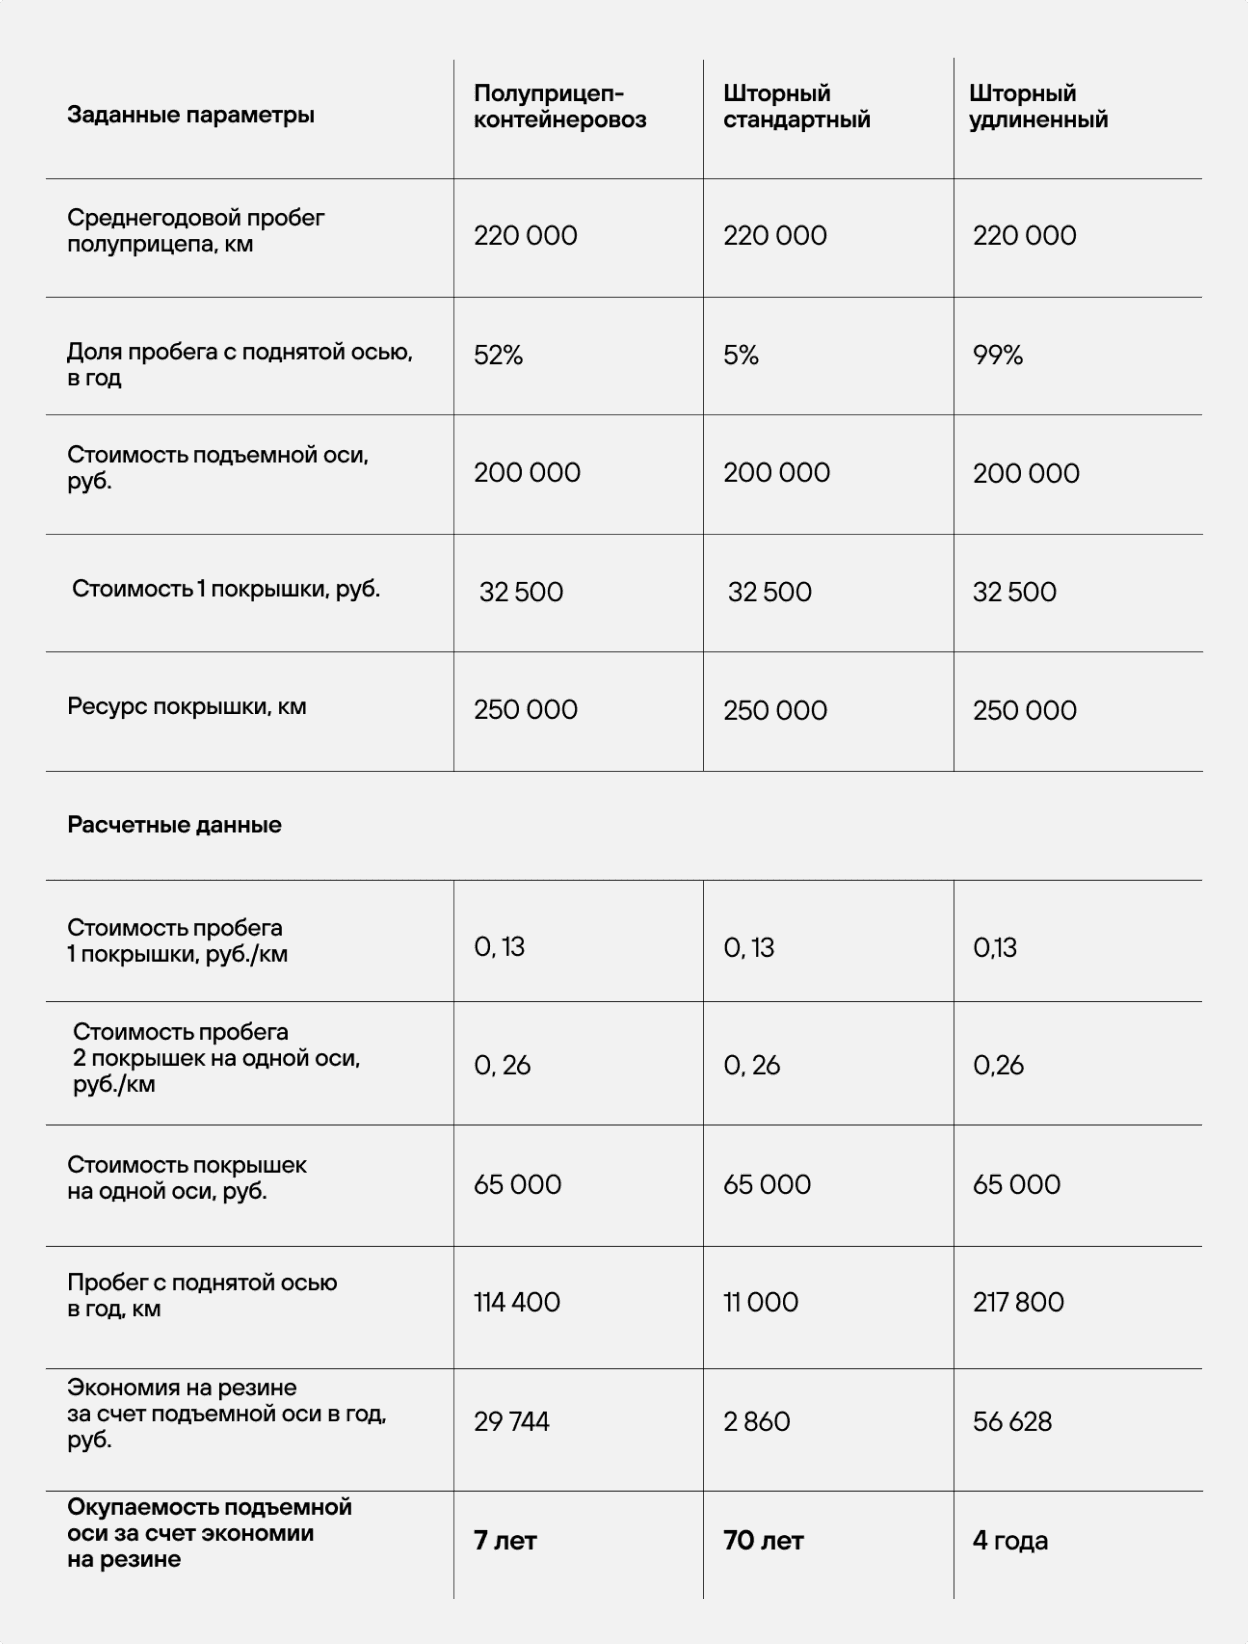 Заданные параметры
Полуприцеп-
контейнеровоз
Шторный
стандартный
Шторный
удлиненный
Среднегодовой пробег
полуприцепа, км
220 000
220 000
220 000
Доля пробега с поднятой осью,
в год
52%
5%
99%
Стоимость подъемной оси,
руб.
200 000
200 000
200 000
Стоимость 1 покрышки, руб.
32 500
32 500
32 500
Ресурс покрышки, км
250 000
250 000
250 000
Расчетные данные
Стоимость пробега
1 покрышки, руб./км
0, 13
0, 13
0,13
Стоимость пробега
2 покрышек на одной оси,
руб./км
0, 26
0, 26
0,26
Стоимость покрышек
на одной оси, руб.
65 000
65 000
65 000
Пробег с поднятой осью
в год, км
114 400
11 000
217 800
Экономия на резине
за счет подъемной оси в год,
руб.
29 744
2 860
56 628
Окупаемость подъемной
оси за счет экономии
на резине
7 лет
70 лет
4 года